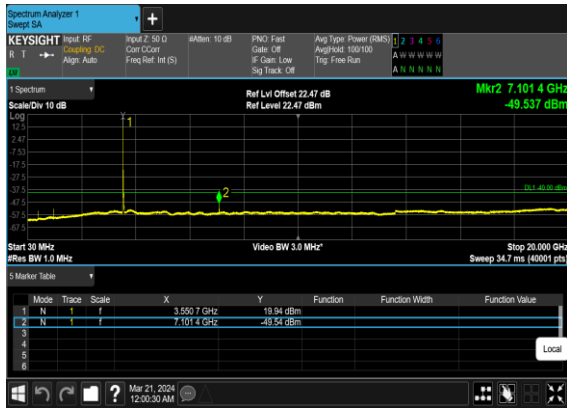 Spectrum Analyzer 1
Swept SA
+
KEYSIGHT Input: RF Input Z: 50 Ω #Atten: 10 dB PNO: Fast Avg Type: Power (RMS) 1 2 3 4 5 6
R T Coupling: DC Corr CCorr Gate: Off Avg|Hold: 100/100 A W W W W W
Align: Auto Freq Ref: Int (S) IF Gain: Low Trig: Free Run
Sig Track: Off A N N N N N
1 Spectrum Ref Lvl Offset 22.47 dB Mkr2 7.101 4 GHz
Scale/Div 10 dB Ref Level 22.47 dBm -49.537 dBm
Log
1
12.5
2.47
-7.53
-17.5
-27.5
-37.5 2 DL1 -40.00 dBm
-47.5
-57.5
-67.5
Start 30 MHz Video BW 3.0 MHz* Stop 20.000 GHz
#Res BW 1.0 MHz Sweep 34.7 ms (40001 pts)
5 Marker Table
Mode Trace Scale X Y Function Function Width Function Value
1 N 1 f 3.550 7 GHz 19.94 dBm
2 N 1 f 7.101 4 GHz -49.54 dBm
3
4
5
6
Local
? Mar 21, 2024
12:00:30 AM